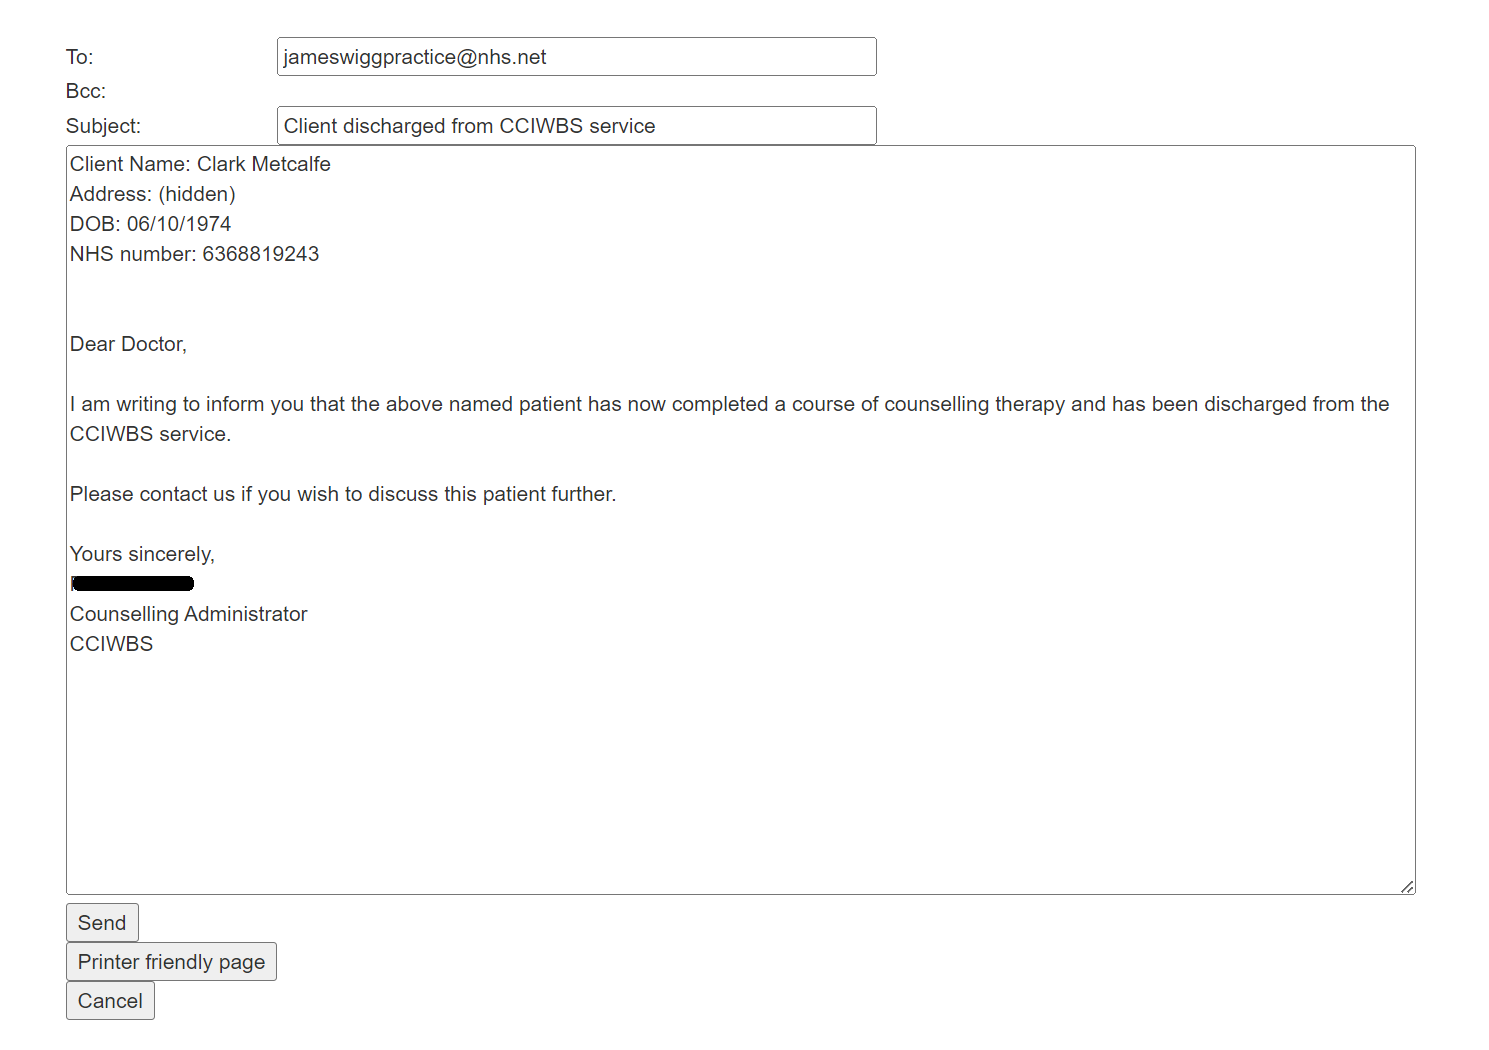 To: jameswiggpractice@nhs.net
Bcc:
Subject: Client discharged from CCIWBS service
Client Name: Clark Metcalfe
Address: (hidden)
DOB: 06/10/1974
NHS number: 6368819243
Dear Doctor,
I am writing to inform you that the above named patient has now completed a course of counselling therapy and has been discharged from the
CCIWBS service.
Please contact us if you wish to discuss this patient further.
Yours sincerely,
Counselling Administrator
CCIWBS
Send
Printer friendly page
Cancel